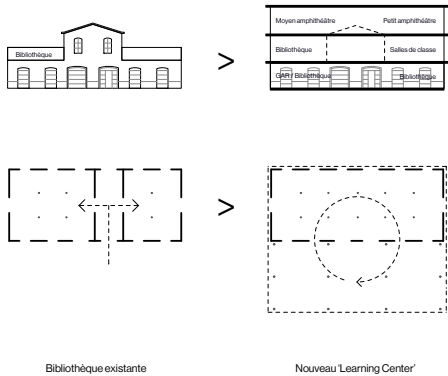 Moyen amphithéâtre
Petit amphithéâtre
Bibliothèque
>
Bibliothèque
Salles de classe
GAR / Bibliothèque
Bibliothèque
>
Bibliothèque existante
Nouveau 'Learning Center'